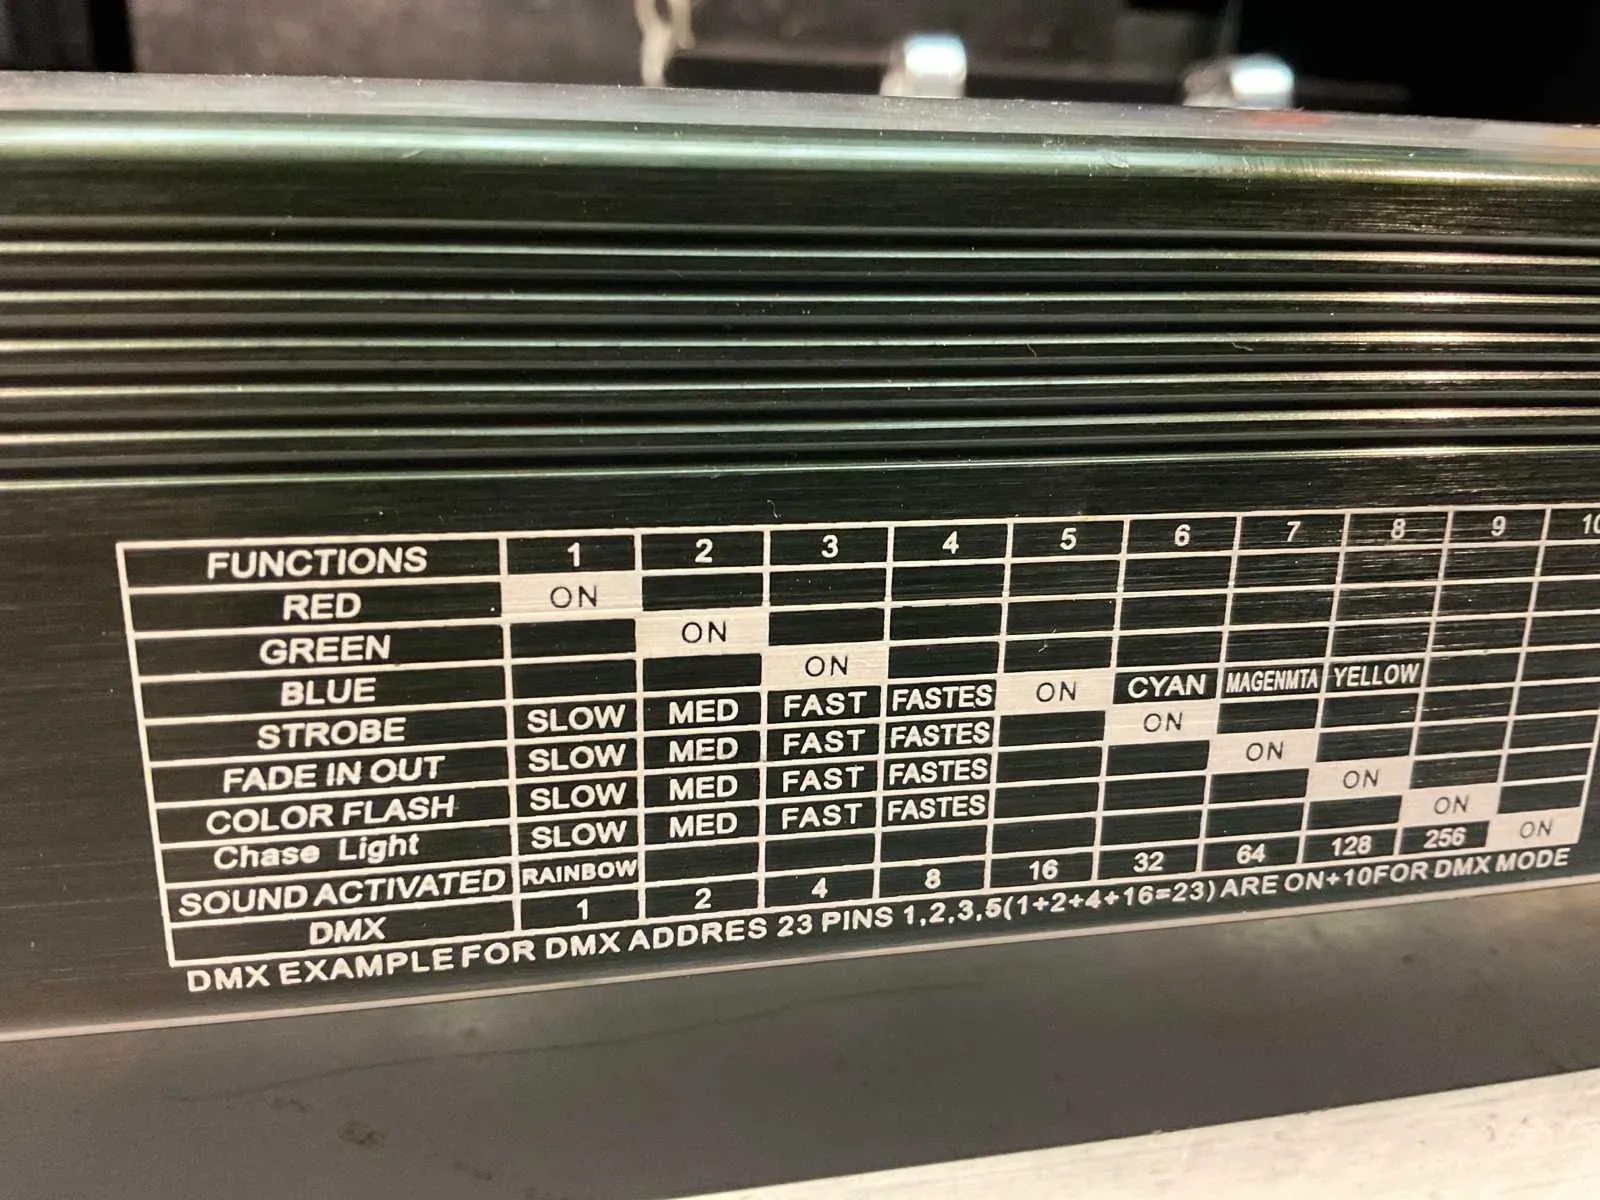 FUNCTIONS 1 2 3 4 5 6 7 8 9 10
RED ON
GREEN ON
BLUE ON
STROBE SLOW MED FAST FASTES ON CYAN MAGENMTA YELLOW
FADE IN OUT SLOW MED FAST FASTES ON
COLOR FLASH SLOW MED FAST FASTES ON
Chase Light SLOW MED FAST FASTES ON
SOUND ACTIVATED RAINBOW ON
DMX 1 2 4 8 16 32 64 128 256 ON
DMX EXAMPLE FOR DMX ADDRES 23 PINS 1,2,3,5(1+2+4+16=23) ARE ON+10FOR DMX MODE